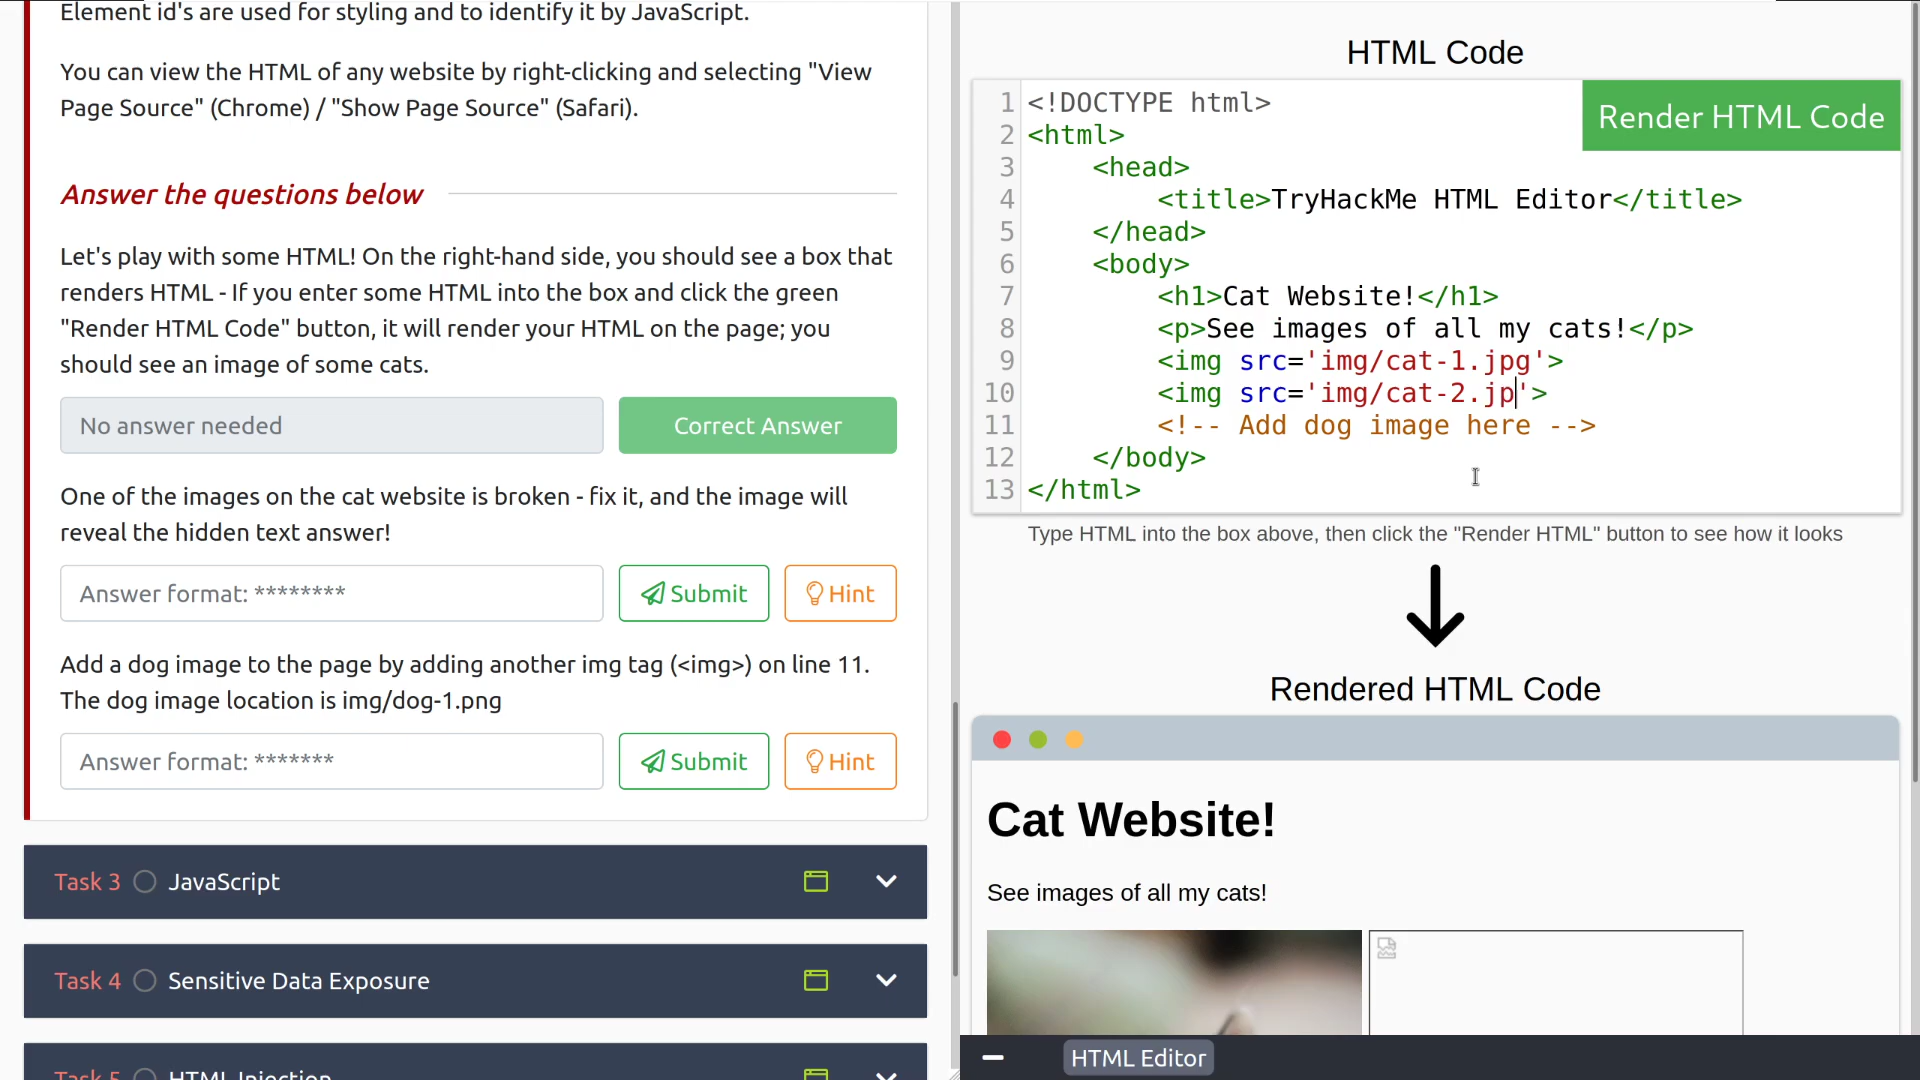 Element id's are used for styling and to identify it by JavaScript.
You can view the HTML of any website by right-clicking and selecting "View
Page Source" (Chrome) / "Show Page Source" (Safari).
Answer the questions below
Let's play with some HTML! On the right-hand side, you should see a box that
renders HTML - If you enter some HTML into the box and click the green
"Render HTML Code" button, it will render your HTML on the page; you
should see an image of some cats.
No answer needed
Correct Answer
One of the images on the cat website is broken - fix it, and the image will
reveal the hidden text answer!
Answer format: ********
Submit
Hint
Add a dog image to the page by adding another img tag (<img>) on line 11.
The dog image location is img/dog-1.png
Answer format: *******
Submit
Hint
Task 3 JavaScript
Task 4 Sensitive Data Exposure
Task 5 HTML Injection
HTML Code
Render HTML Code
1 <!DOCTYPE html>
2 <html>
3     <head>
4         <title>TryHackMe HTML Editor</title>
5     </head>
6     <body>
7         <h1>Cat Website!</h1>
8         <p>See images of all my cats!</p>
9         <img src='img/cat-1.jpg'>
10         <img src='img/cat-2.jp'>
11         <!-- Add dog image here -->
12     </body>
13 </html>
Type HTML into the box above, then click the "Render HTML" button to see how it looks
Rendered HTML Code
Cat Website!
See images of all my cats!
HTML Editor